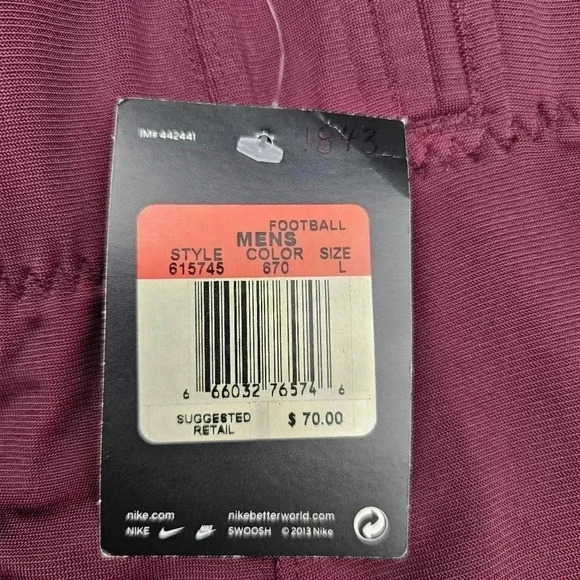 IM# 442441
1843
FOOTBALL
MENS
STYLE COLOR SIZE
615745 670 L
6 66032 76574 6
SUGGESTED
RETAIL
$ 70.00
nike.com nikebetterworld.com
NIKE SWOOSH © 2013 Nike